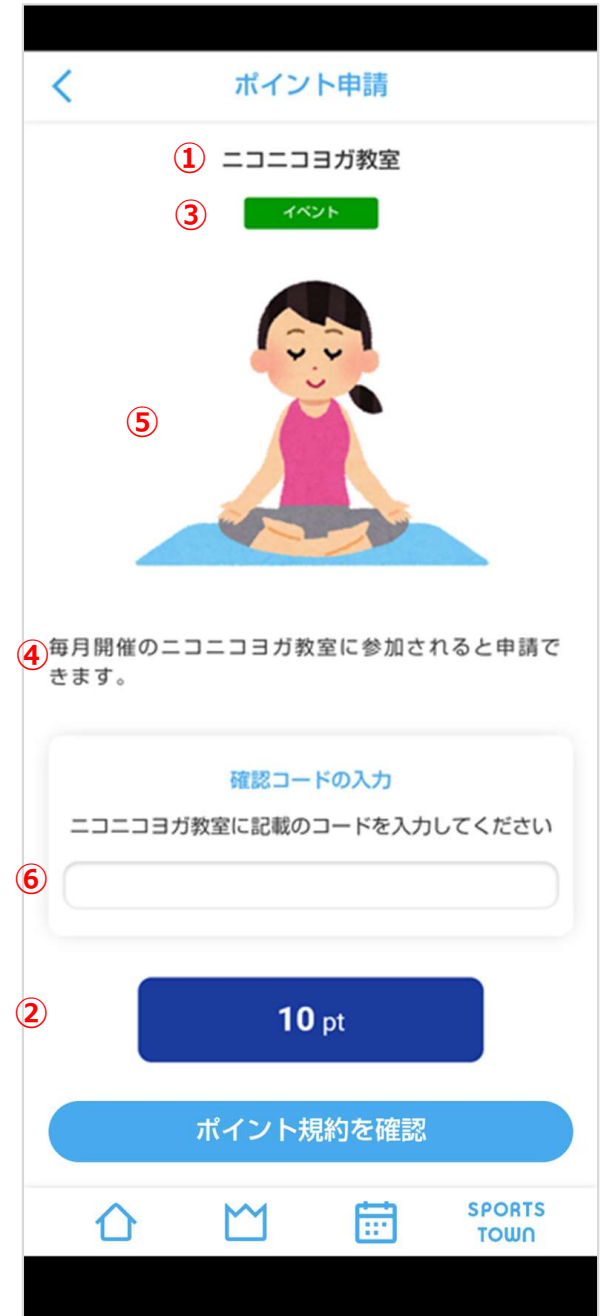 ポイント申請
① ニコニコヨガ教室
③ イベント
⑤
④ 毎月開催のニコニコヨガ教室に参加されると申請で
きます。
確認コードの入力
ニコニコヨガ教室に記載のコードを入力してください
⑥
② 10 pt
ポイント規約を確認
SPORTS
TOWN